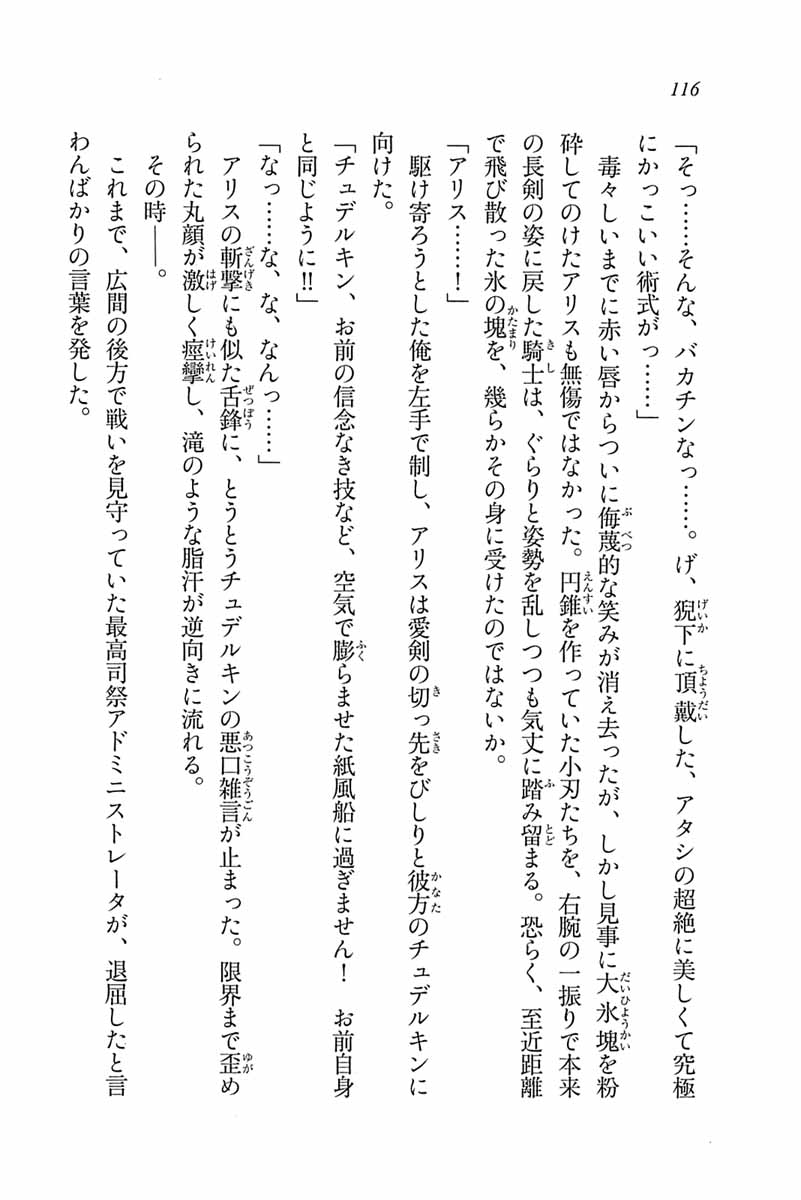 116
「そっ……そんな、バカチンなっ……。げ、猊下に頂戴した、アタシの超絶に美しくて究極
にかっこいい術式がっ……」
毒々しいまでに赤い唇からついに侮蔑的な笑みが消え去ったが、しかし見事に大氷塊を粉
砕してのけたアリスも無傷ではなかった。円錐を作っていた小刃たちを、右腕の一振りで本来
の長剣の姿に戻した騎士は、ぐらりと姿勢を乱しつつも気丈に踏み留まる。恐らく、至近距離
で飛び散った氷の塊を、幾らかその身に受けたのではないか。
「アリス……！」
駆け寄ろうとした俺を左手で制し、アリスは愛剣の切っ先をびしりと彼方のチュデルキンに
向けた。
「チュデルキン、お前の信念なき技など、空気で膨らませた紙風船に過ぎません！　お前自身
と同じように!!」
「なっ……な、な、なんっ……」
アリスの斬撃にも似た舌鋒に、とうとうチュデルキンの悪口雑言が止まった。限界まで歪め
られた丸顔が激しく痙攣し、滝のような脂汗が逆向きに流れる。
その時――。
これまで、広間の後方で戦いを見守っていた最高司祭アドミニストレータが、退屈したと言
わんばかりの言葉を発した。